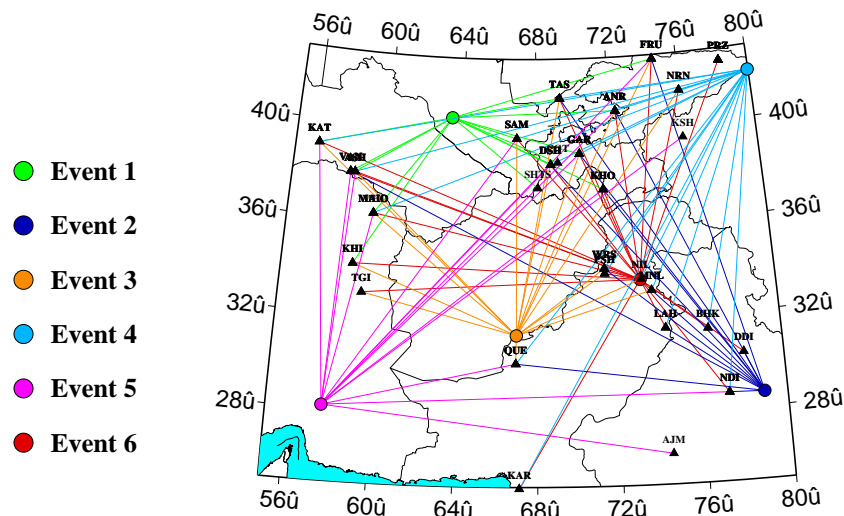 56û 60û 64û 68û 72û 76û 80û
FRU PRZ
NRN
TAS ANR
40û 40û
KAT SAM KSH
GAR
DSH
Event 1
SHTS KHO
MAIO
Event 2
36û 36û
KHI WRS
NIL
Event 3
TGI MNL
32û 32û
LAH BHK
DDI
Event 4
QUE
NDI
Event 5
28û 28û
AJM
Event 6
KAR
56û 60û 64û 68û 72û 76û 80û